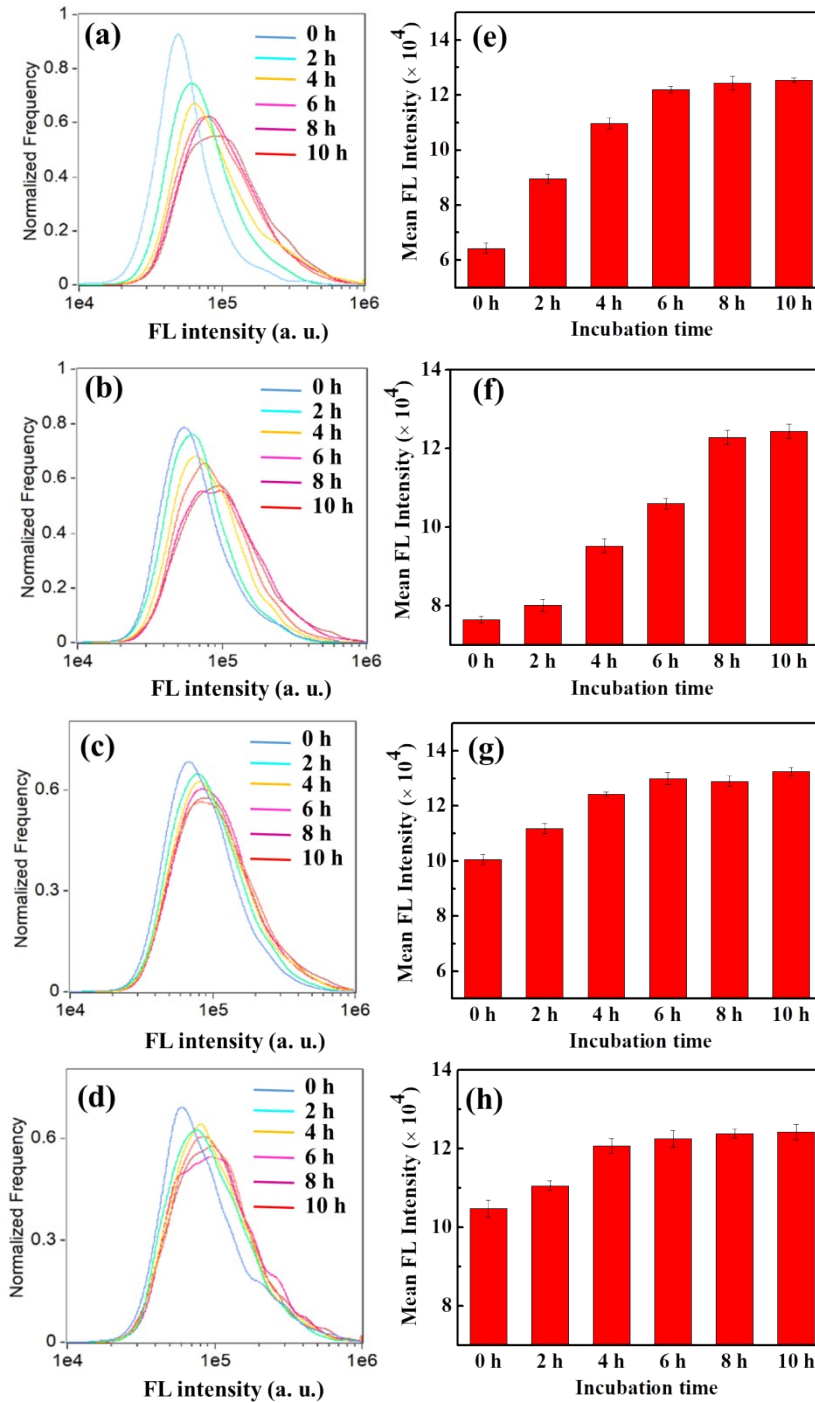 (a)
1
0.8
0.6
0.4
0.2
0
Normalized Frequency
0 h
2 h
4 h
6 h
8 h
10 h
1e4
1e5
1e6
FL intensity (a. u.)
(e)
14
12
10
8
6
Mean FL Intensity (× 10⁴)
0 h 2 h 4 h 6 h 8 h 10 h
Incubation time
(b)
1
0.8
0.6
0.4
0.2
0
Normalized Frequency
0 h
2 h
4 h
6 h
8 h
10 h
1e4
1e5
1e6
FL intensity (a. u.)
(f)
14
12
10
8
Mean FL Intensity (× 10⁴)
0 h 2 h 4 h 6 h 8 h 10 h
Incubation time
(c)
0.6
0.3
0
Normalized Frequency
0 h
2 h
4 h
6 h
8 h
10 h
1e4
1e5
1e6
FL intensity (a. u.)
(g)
14
12
10
8
6
Mean FL Intensity (× 10⁴)
0 h 2 h 4 h 6 h 8 h 10 h
Incubation time
(d)
0.6
0.3
0
Normalized Frequency
0 h
2 h
4 h
6 h
8 h
10 h
1e4
1e5
1e6
FL intensity (a. u.)
(h)
14
12
10
8
Mean FL Intensity (× 10⁴)
0 h 2 h 4 h 6 h 8 h 10 h
Incubation time